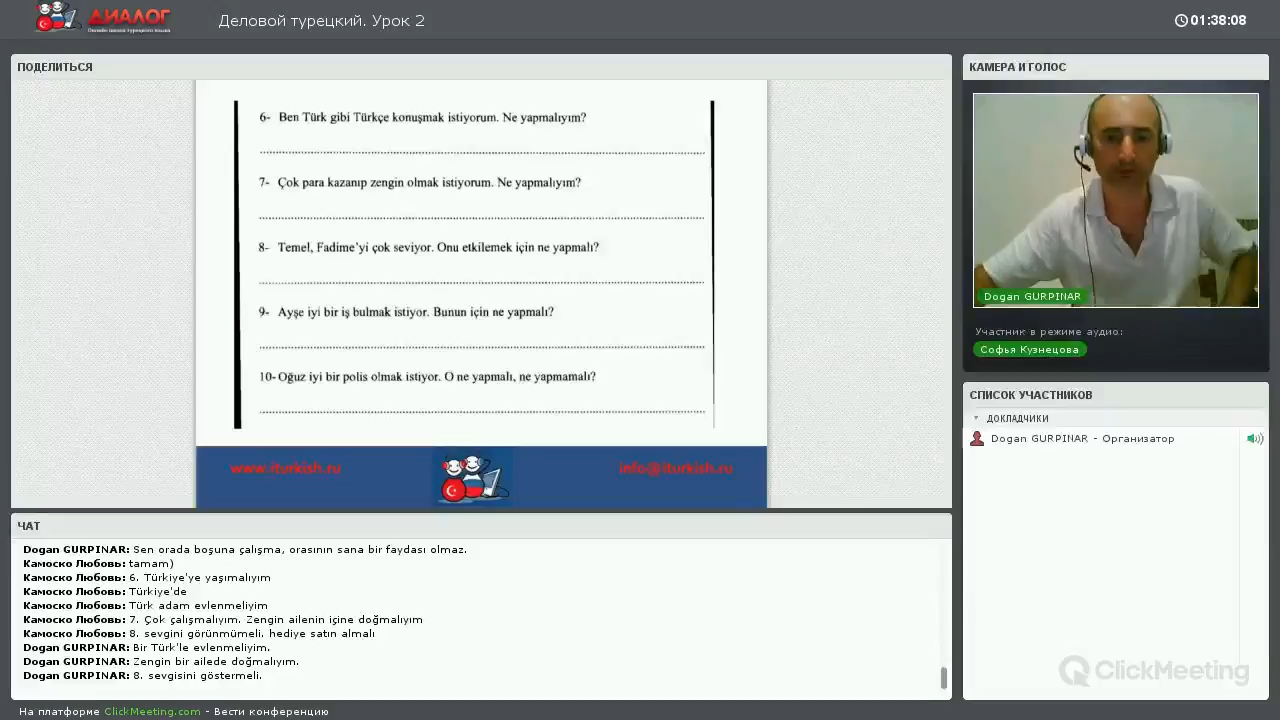 ДИАЛОГ
Онлайн школа турецкого языка
Деловой турецкий. Урок 2
01:38:08
ПОДЕЛИТЬСЯ
6- Ben Türk gibi Türkçe konuşmak istiyorum. Ne yapmalıyım?
7- Çok para kazanıp zengin olmak istiyorum. Ne yapmalıyım?
8- Temel, Fadime'yi çok seviyor. Onu etkilemek için ne yapmalı?
9- Ayşe iyi bir iş bulmak istiyor. Bunun için ne yapmalı?
10- Oğuz iyi bir polis olmak istiyor. O ne yapmalı, ne yapmamalı?
www.iturkish.ru
info@iturkish.ru
ЧАТ
Dogan GURPINAR: Sen orada boşuna çalışma, orasının sana bir faydası olmaz.
Камоско Любовь: tamam)
Камоско Любовь: 6. Türkiye'ye yaşımalıyım
Камоско Любовь: Türkiye'de
Камоско Любовь: Türk adam evlenmeliyim
Камоско Любовь: 7. Çok çalışmalıyım. Zengin ailenin içine doğmalıyım
Камоско Любовь: 8. sevgini görünmümeli. hediye satın almalı
Dogan GURPINAR: Bir Türk'le evlenmeliyim.
Dogan GURPINAR: Zengin bir ailede doğmalıyım.
Dogan GURPINAR: 8. sevgisini göstermeli.
КАМЕРА И ГОЛОС
Dogan GURPINAR
Участник в режиме аудио:
Софья Кузнецова
СПИСОК УЧАСТНИКОВ
ДОКЛАДЧИКИ
Dogan GURPINAR - Организатор
ClickMeeting
На платформе ClickMeeting.com - Вести конференцию